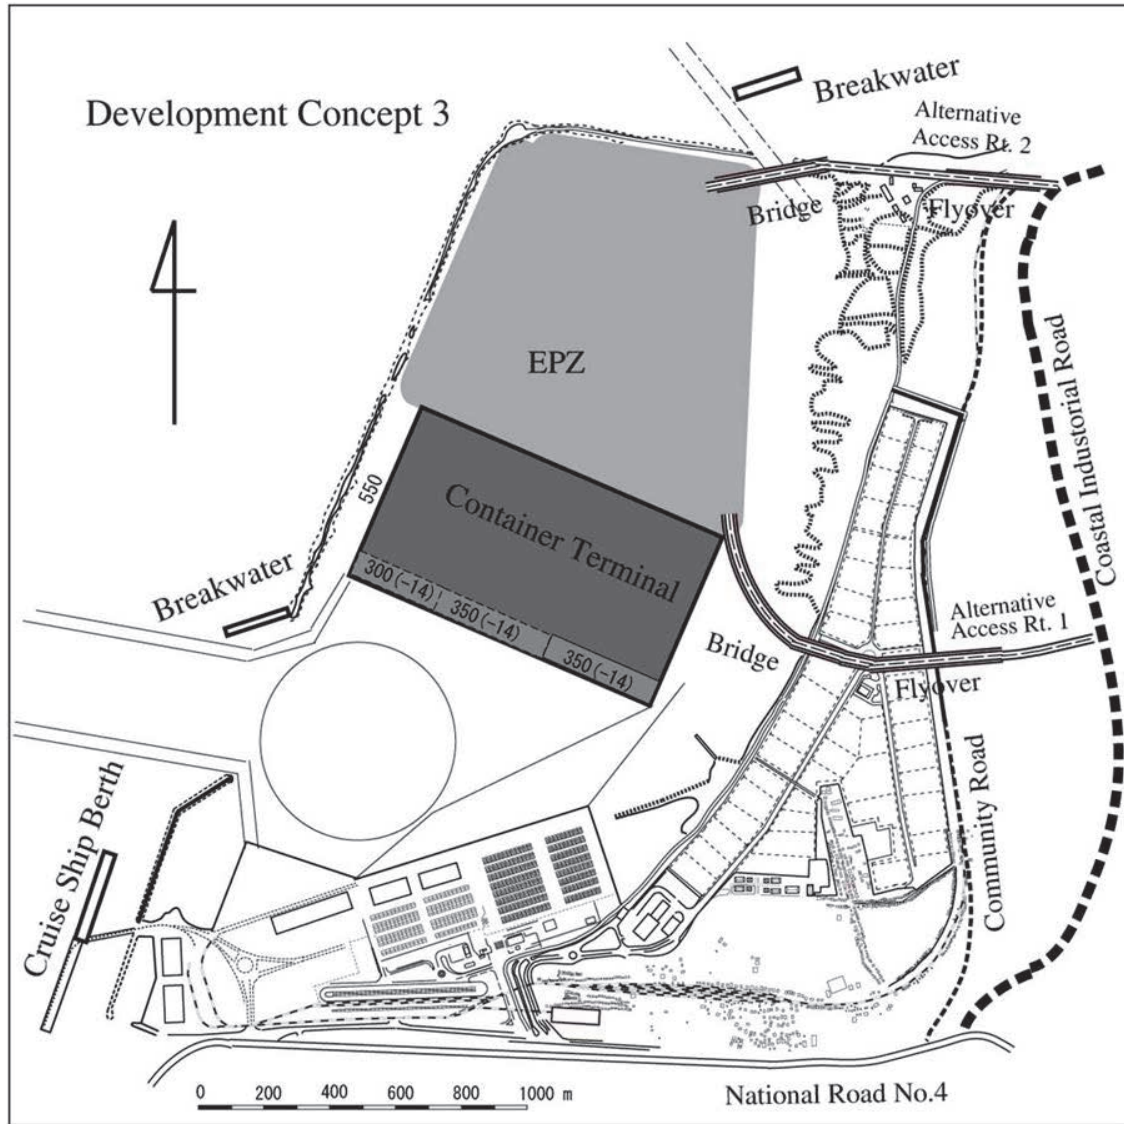 Development Concept 3
Breakwater
Alternative
Access Rt. 2
Bridge
Flyover
EPZ
Coastal Industorial Road
550
Container Terminal
Breakwater
300(-14)
350(-14)
350(-14)
Alternative
Access Rt. 1
Bridge
Flyover
Community Road
Cruise Ship Berth
0 200 400 600 800 1000 m
National Road No.4